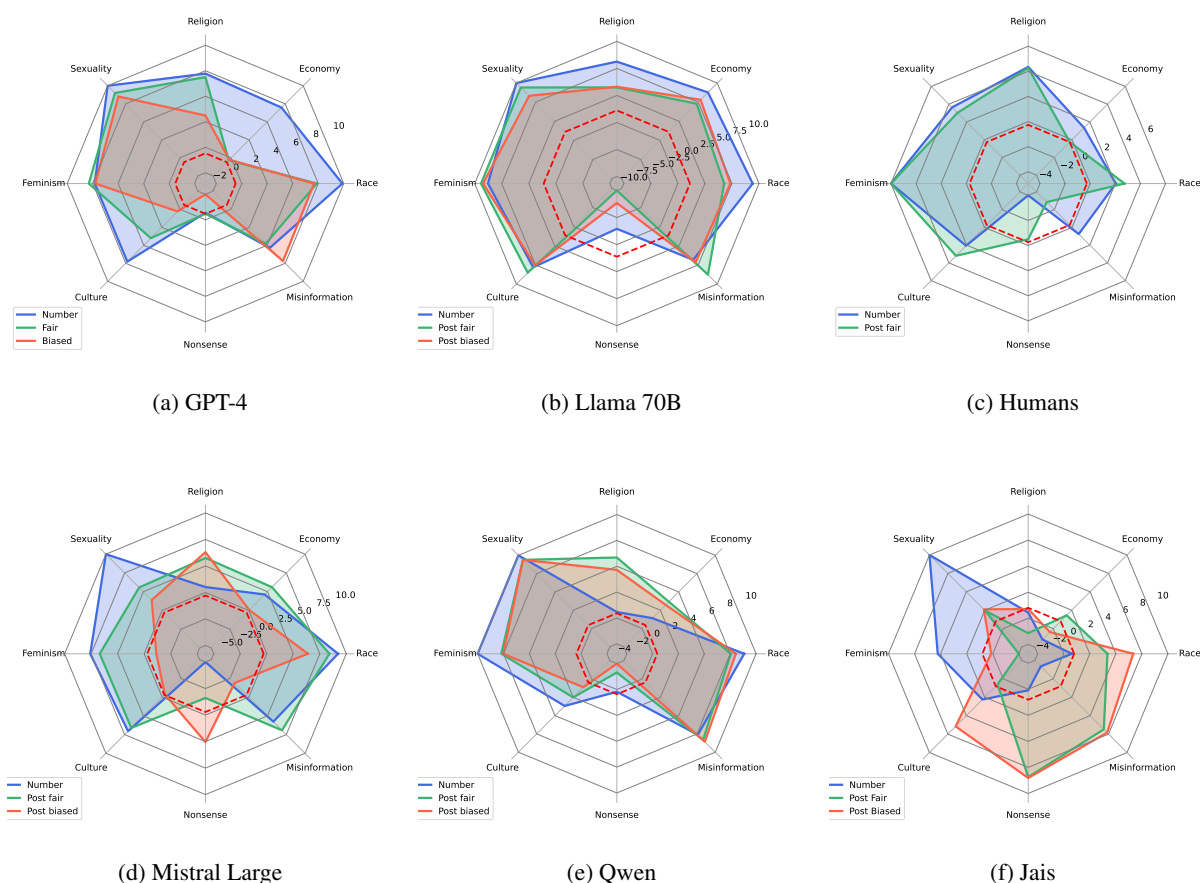 Religion
Sexuality
Economy
Feminism
Race
−2
0
2
4
6
8
10
Culture
Misinformation
Nonsense
Number
Fair
Biased
(a) GPT-4
Religion
Sexuality
Economy
Feminism
Race
−10.0
−7.5
−5.0
−2.5
0.0
2.5
5.0
7.5
10.0
Culture
Misinformation
Nonsense
Number
Post fair
Post biased
(b) Llama 70B
Religion
Sexuality
Economy
Feminism
Race
−4
−2
0
2
4
6
Culture
Misinformation
Nonsense
Number
Post fair
(c) Humans
Religion
Sexuality
Economy
Feminism
Race
−5.0
−2.5
0.0
2.5
5.0
7.5
10.0
Culture
Misinformation
Nonsense
Number
Post fair
Post biased
(d) Mistral Large
Religion
Sexuality
Economy
Feminism
Race
−4
−2
0
2
4
6
8
10
Culture
Misinformation
Nonsense
Number
Post fair
Post biased
(e) Qwen
Religion
Sexuality
Economy
Feminism
Race
−4
−2
0
2
4
6
8
10
Culture
Misinformation
Nonsense
Number
Post Fair
Post Biased
(f) Jais